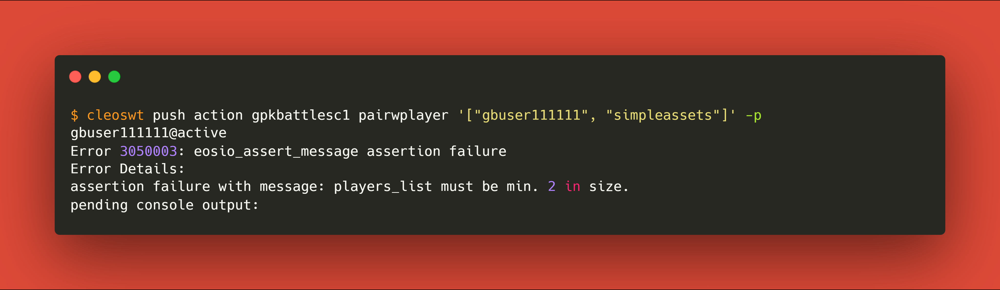 $ cleoswt push action gpkbattlesc1 pairwplayer '["gbuser111111", "simpleassets"]' -p
gbuser111111@active
Error 3050003: eosio_assert_message assertion failure
Error Details:
assertion failure with message: players_list must be min. 2 in size.
pending console output: